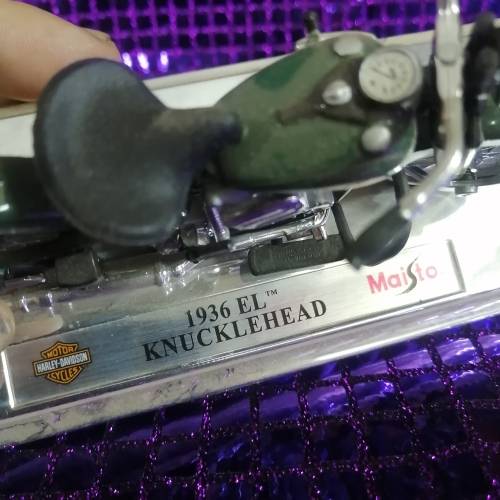 1936 EL™
KNUCKLEHEAD
Maisto
MOTOR
HARLEY-DAVIDSON
CYCLES